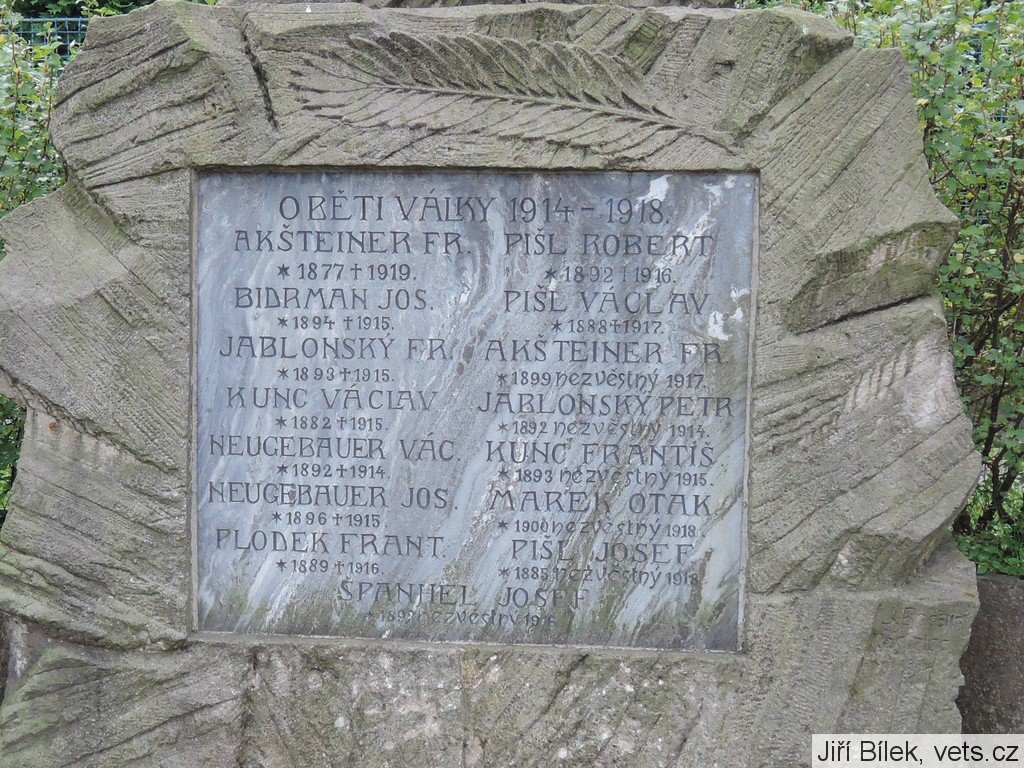 OBĚTI VÁLKY 1914 - 1918.
AKŠTEINER FR.
* 1877 † 1919.
BIDRMAN JOS.
* 1894 † 1915.
JABLONSKÝ FR.
* 1893 † 1915.
KUNC VÁCLAV
* 1882 † 1915.
NEUGEBAUER VÁC.
* 1892 † 1914.
NEUGEBAUER JOS.
* 1896 † 1915.
PLODEK FRANT.
* 1889 † 1916.
PIŠL ROBERT
* 1892 † 1916.
PIŠL VÁCLAV
* 1888 † 1917.
AKŠTEINER FR.
* 1899 nezvěstný 1917.
JABLONSKÝ PETR
* 1892 nezvěstný 1914.
KUNC FRANTIŠ.
* 1893 nezvěstný 1915.
MAREK OTAK.
* 1900 nezvěstný 1918.
PIŠL JOSEF
* 1885 nezvěstný 1918.
ŠPANHEL JOSEF
nezvěstný
Jiří Bílek, vets.cz